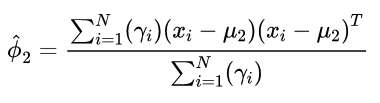 $$\hat{\phi}_2 = \frac{\sum_{i=1}^{N}(\gamma_i)(x_i - \mu_2)(x_i - \mu_2)^T}{\sum_{i=1}^{N}(\gamma_i)}$$